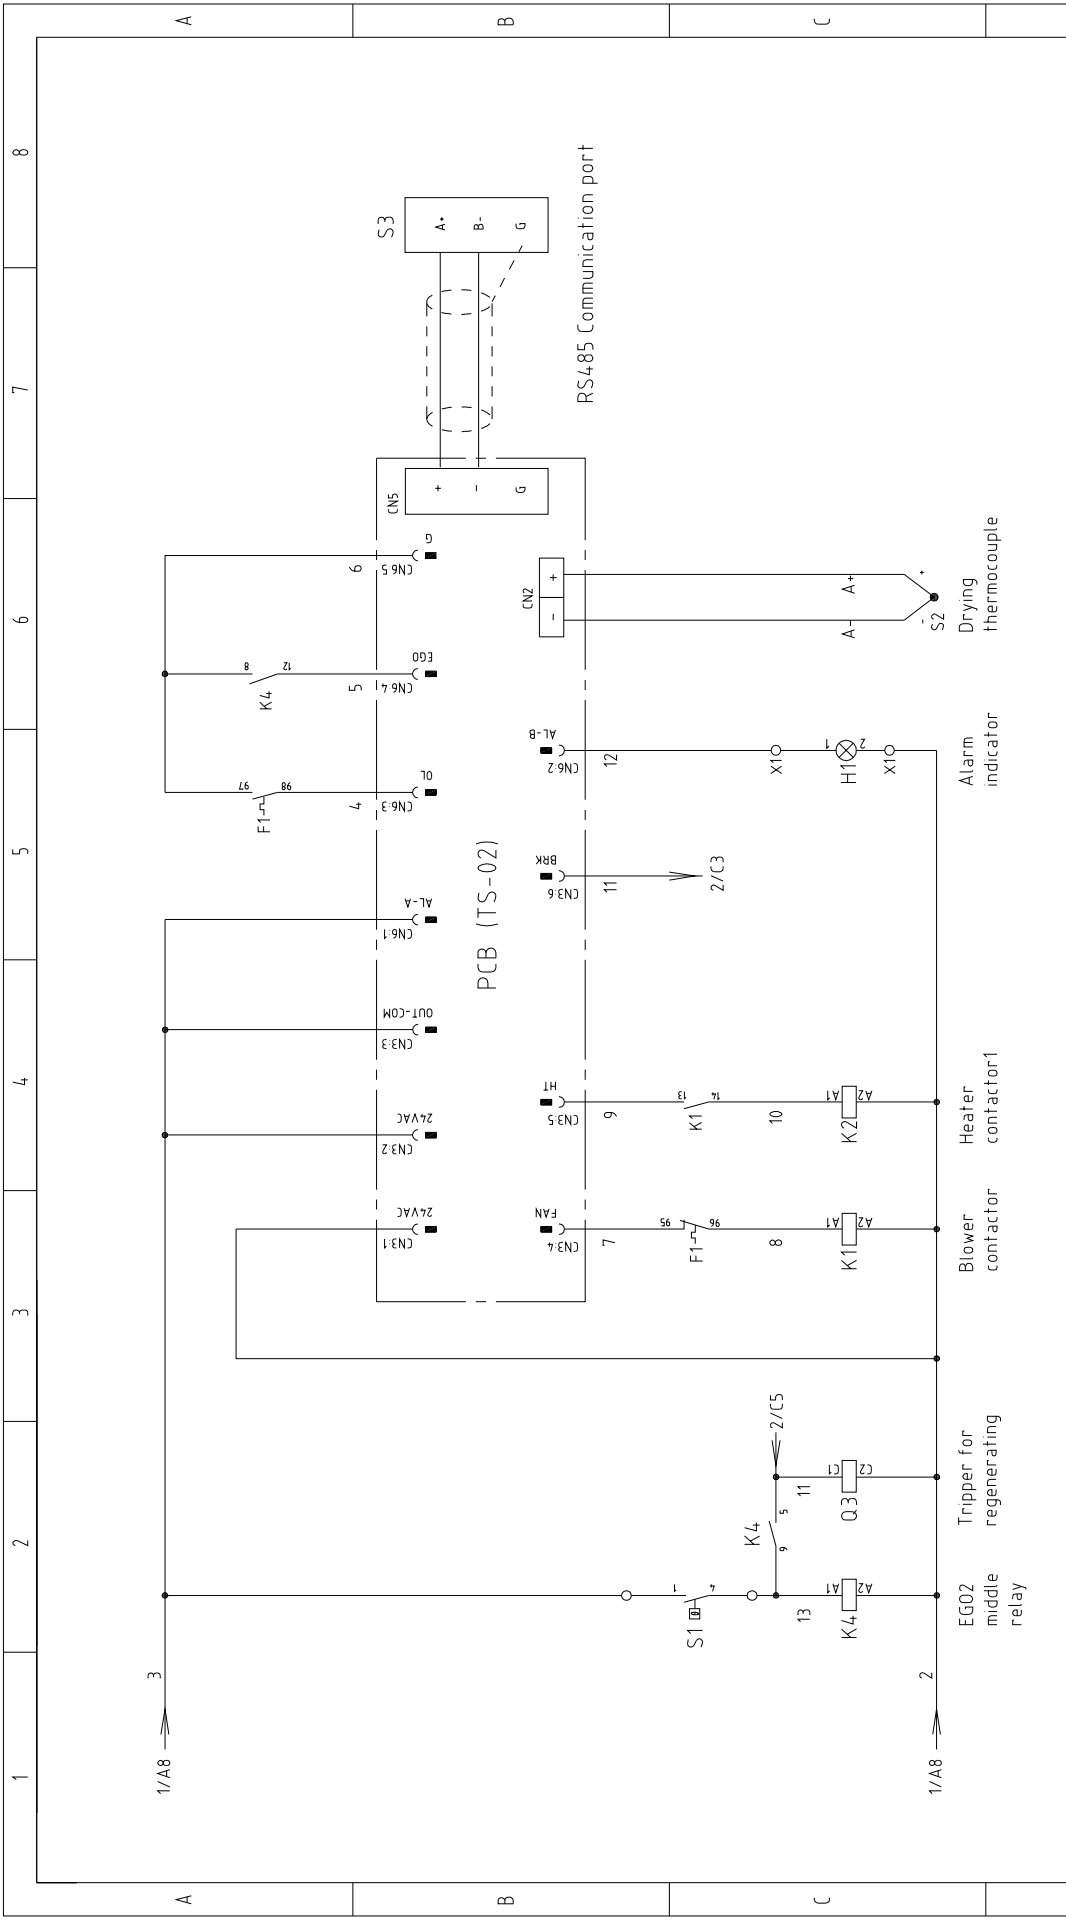 1
2
3
4
5
6
7
8
A
B
C
A
B
C
1/A8
3
1/A8
2
S1
1
4
13
K4
A1
A2
EGO2
middle
relay
K4
9
5
2/C5
11
Q3
C1
C2
Tripper for
regenerating
CN3:1
24VAC
CN3:2
24VAC
CN3:3
OUT-COM
CN6:1
AL-A
CN6:3
OL
CN6:4
EGO
CN6:5
G
4
5
6
F1
97
98
K4
8
12
PCB (TS-02)
CN3:4
FAN
CN3:5
HT
CN3:6
BRK
CN6:2
AL-B
7
F1
95
96
8
K1
A1
A2
Blower
contactor
9
K1
13
14
10
K2
A1
A2
Heater
contactor1
11
2/C3
12
X1
H1
1
2
X1
Alarm
indicator
CN2
-
+
A-
A+
-
+
S2
Drying
thermocouple
CN5
+
-
G
S3
A+
B-
G
RS485 Communication port